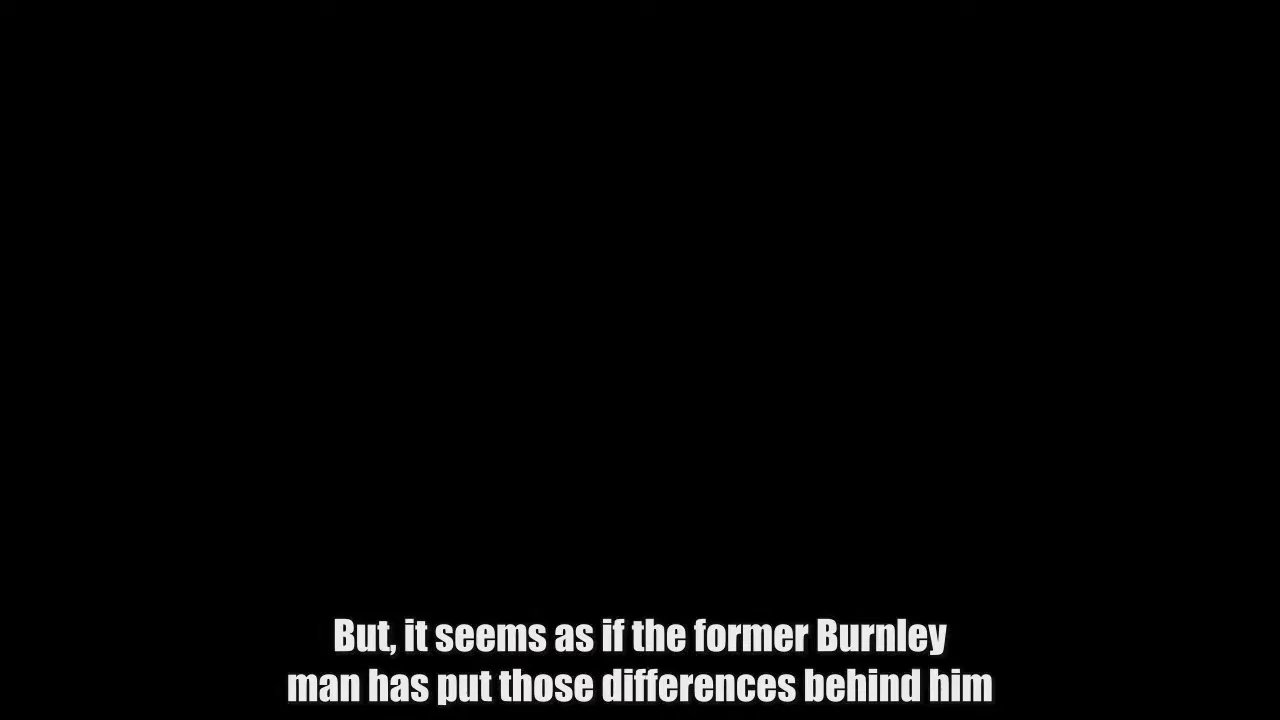 But, it seems as if the former Burnley
man has put those differences behind him